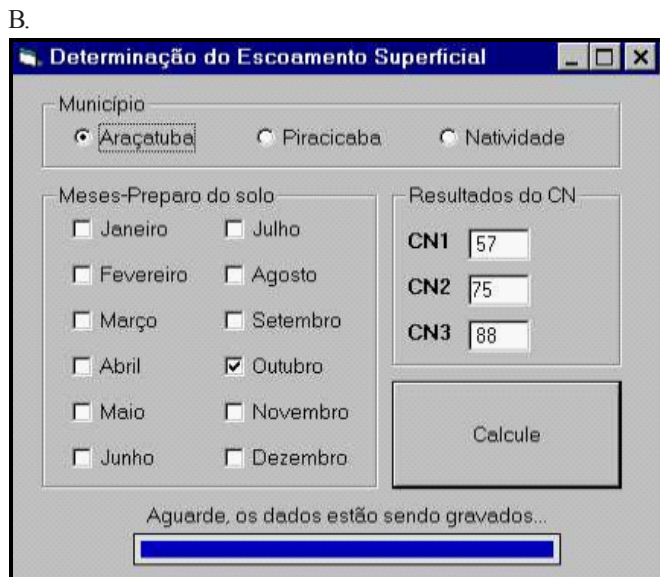 B.
Determinação do Escoamento Superficial
Município
Araçatuba Piracicaba Natividade
Meses-Preparo do solo
Janeiro Julho
Fevereiro Agosto
Março Setembro
Abril Outubro
Maio Novembro
Junho Dezembro
Resultados do CN
CN1 57
CN2 75
CN3 88
Calcule
Aguarde, os dados estão sendo gravados...